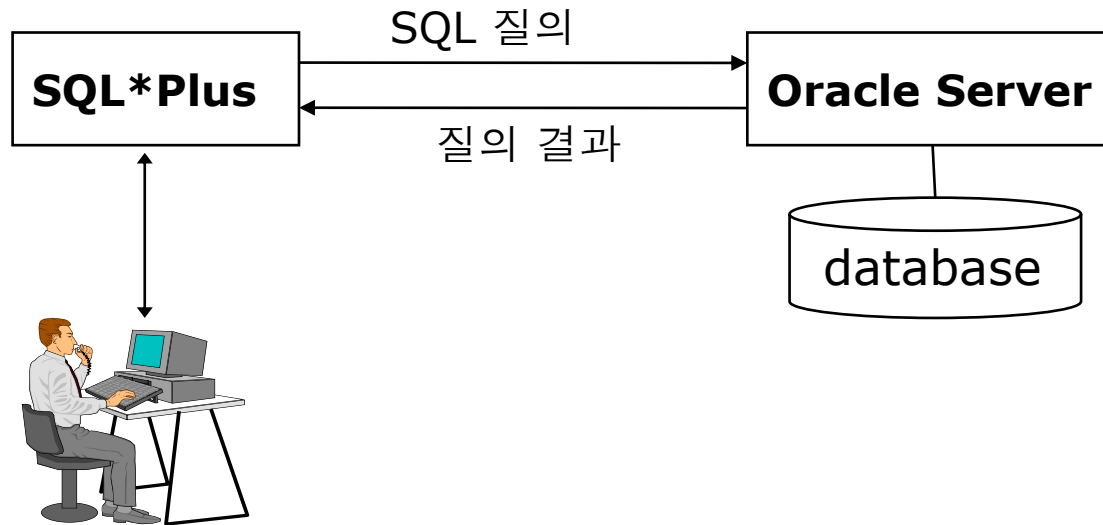 SQL 질의
SQL*Plus
Oracle Server
질의 결과
database